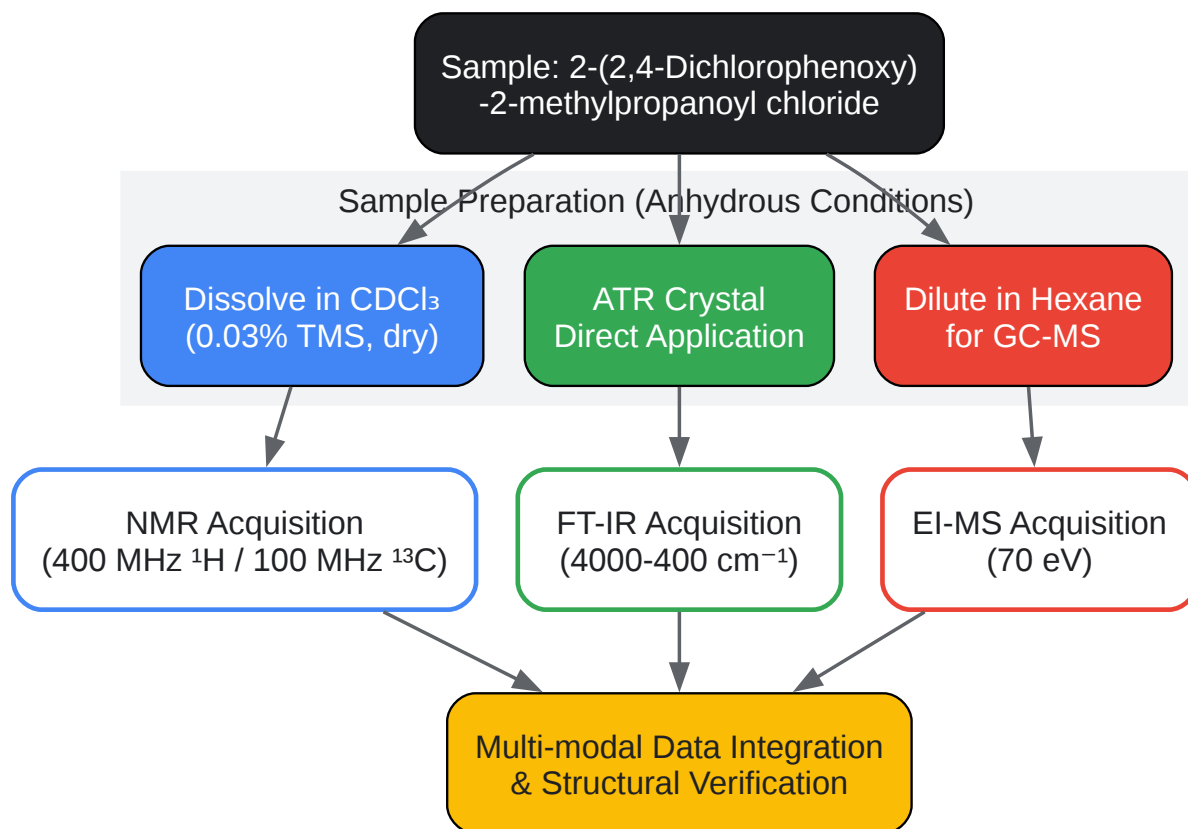 Sample: 2-(2,4-Dichlorophenoxy)
-2-methylpropanoyl chloride
Sample Preparation (Anhydrous Conditions)
Dissolve in CDCl₃
(0.03% TMS, dry)
ATR Crystal
Direct Application
Dilute in Hexane
for GC-MS
NMR Acquisition
(400 MHz ¹H / 100 MHz ¹³C)
FT-IR Acquisition
(4000-400 cm⁻¹)
EI-MS Acquisition
(70 eV)
Multi-modal Data Integration
& Structural Verification